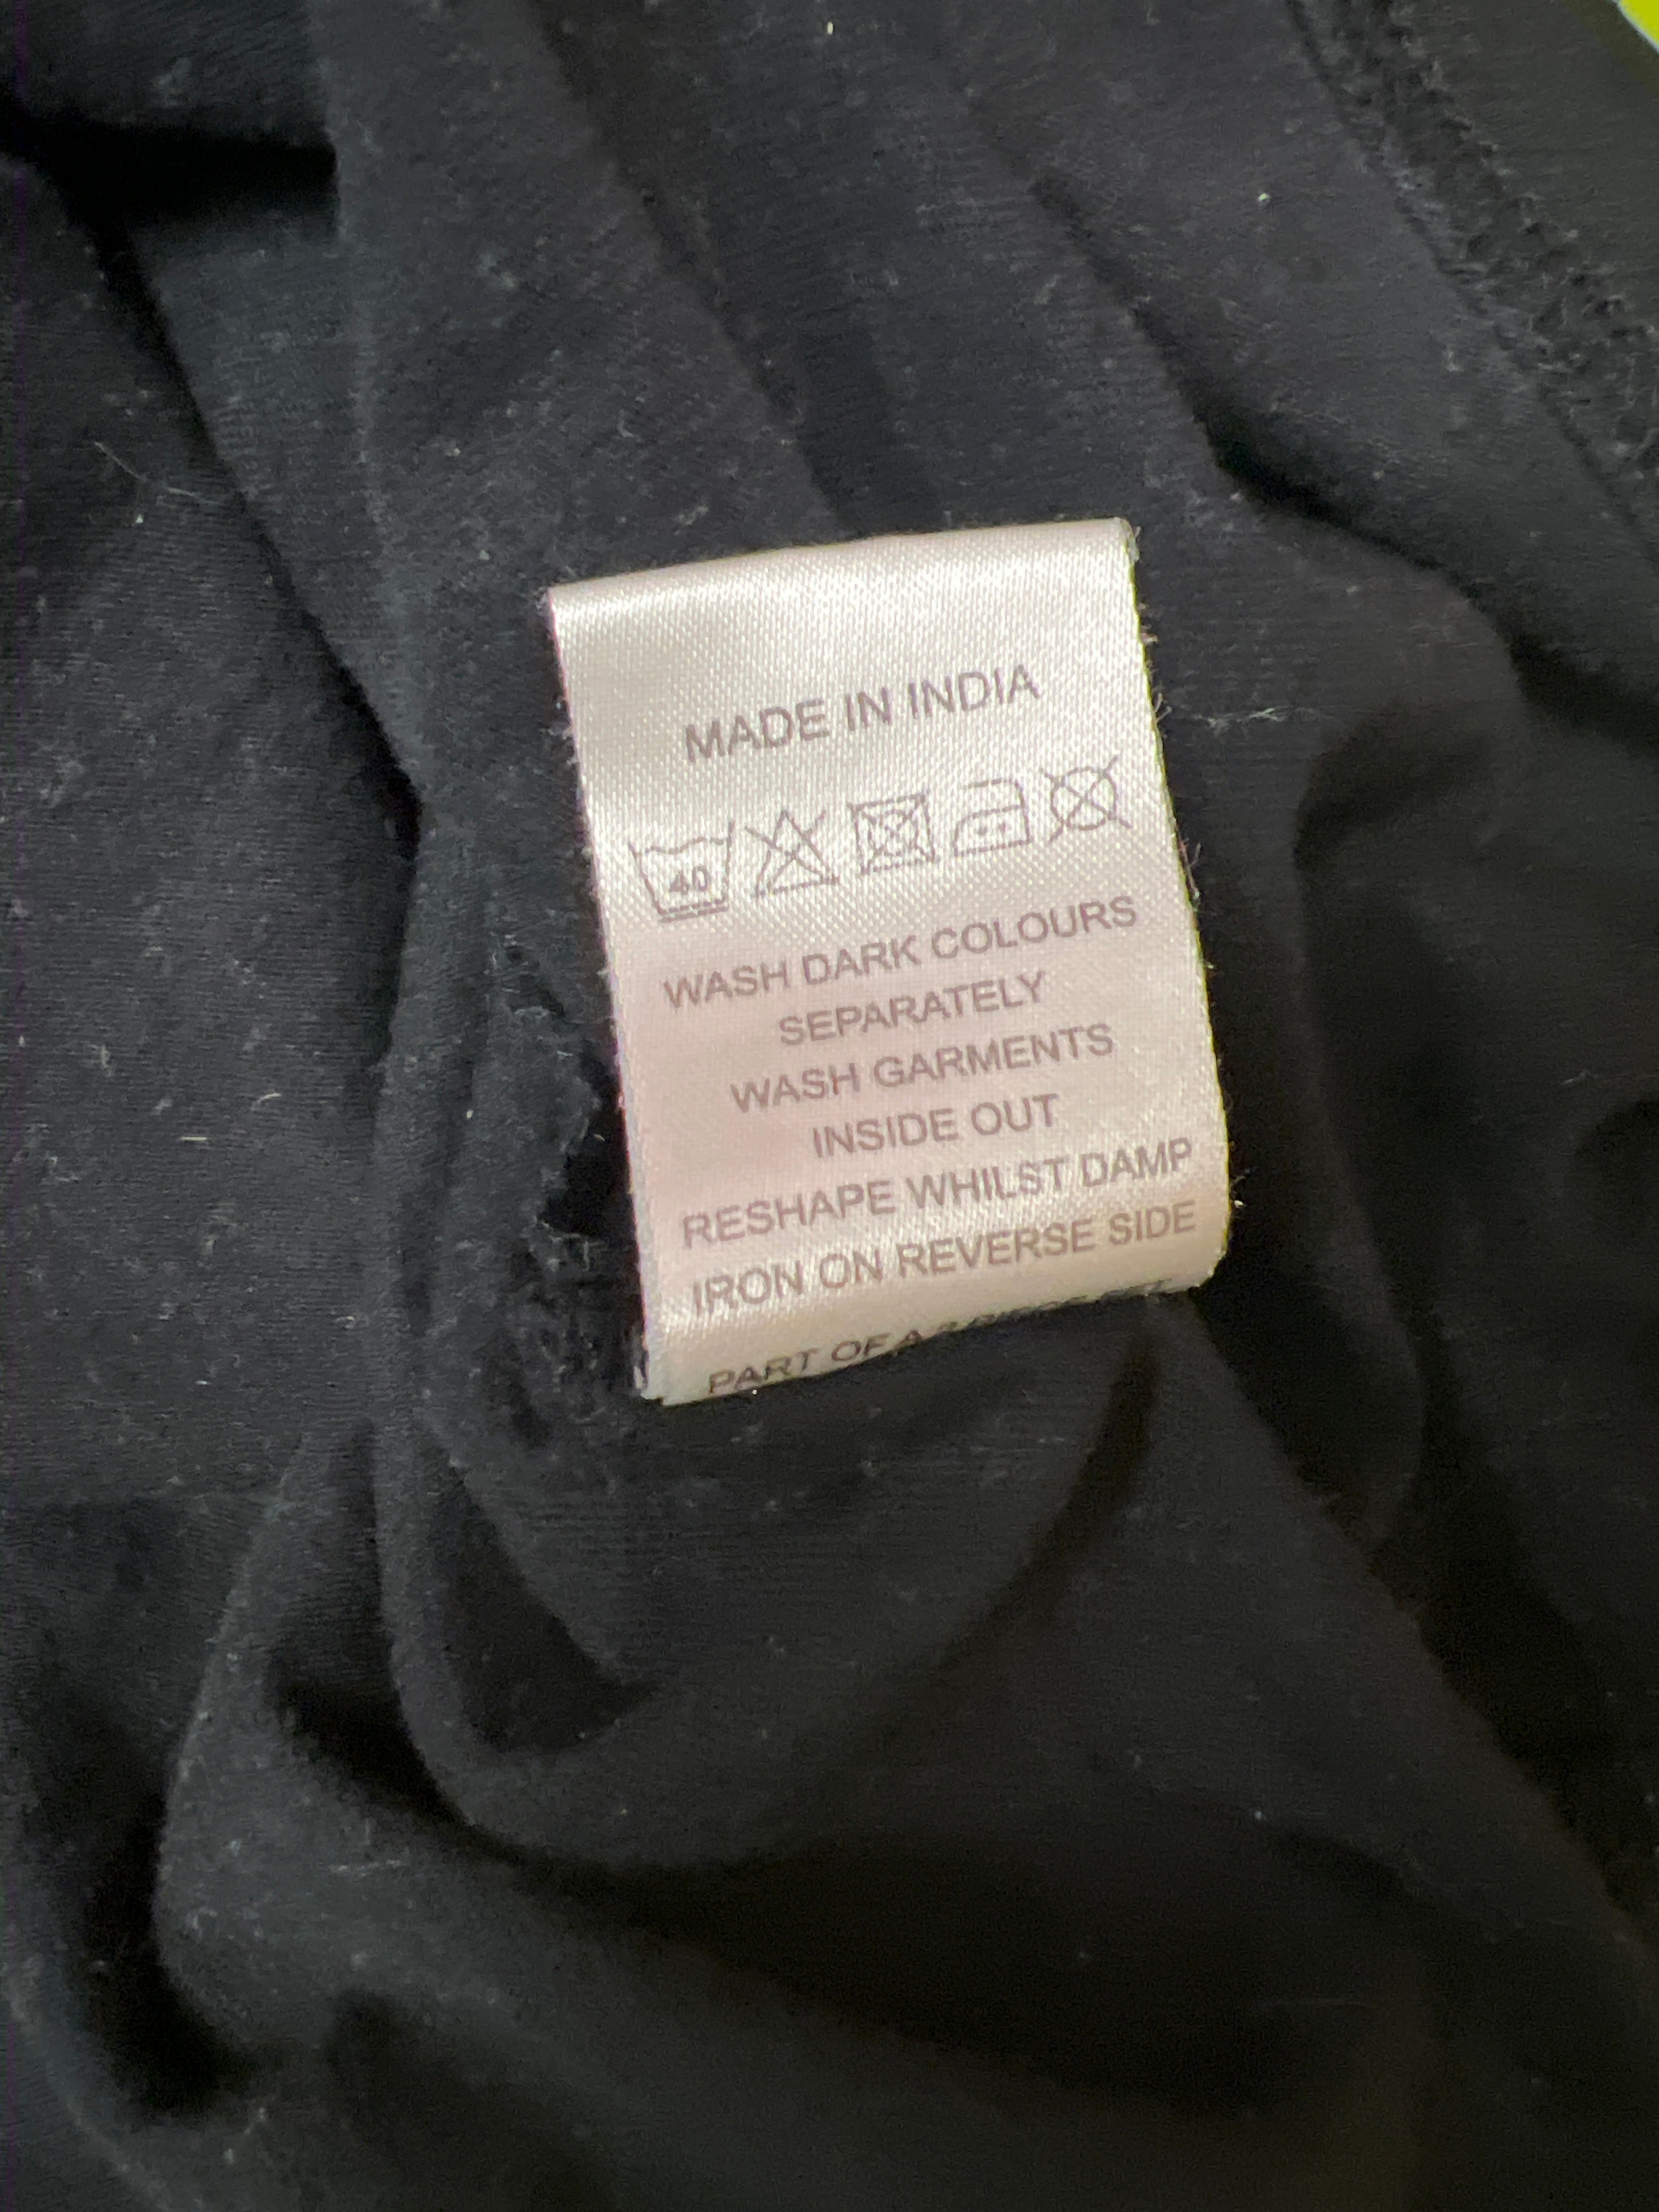 MADE IN INDIA
40
WASH DARK COLOURS
SEPARATELY
WASH GARMENTS
INSIDE OUT
RESHAPE WHILST DAMP
IRON ON REVERSE SIDE
PART OF A